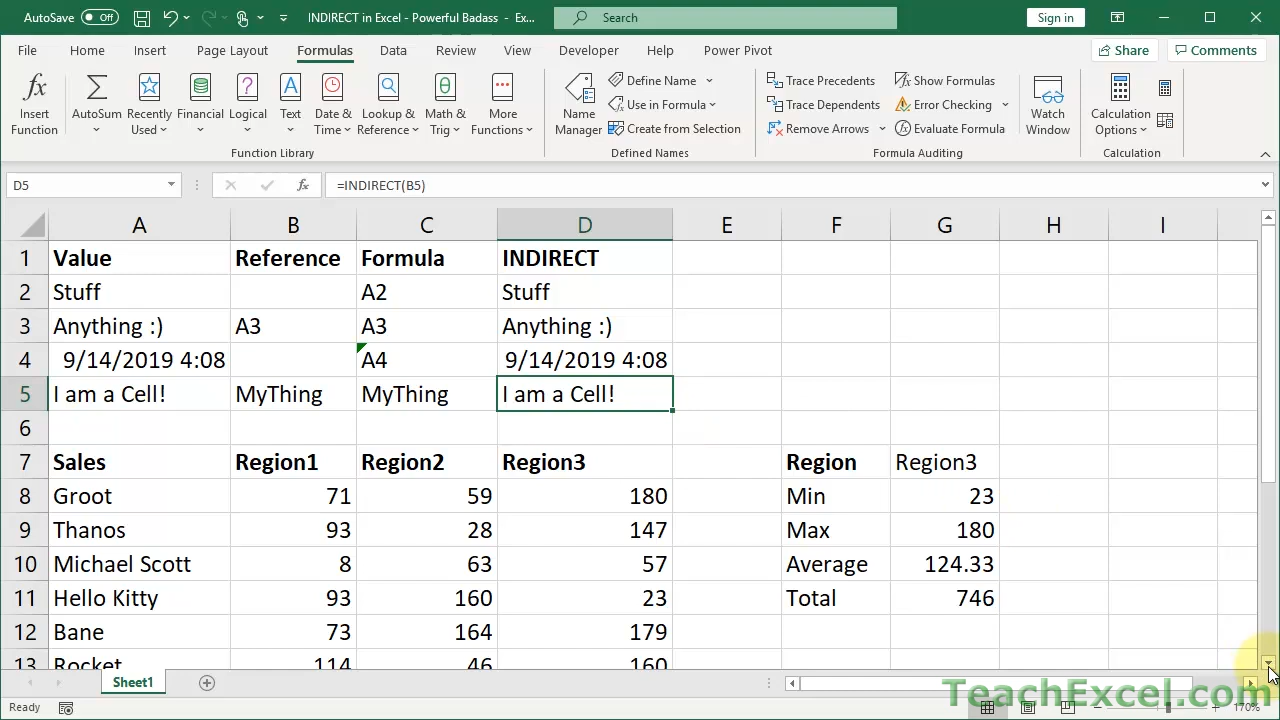 AutoSave Off INDIRECT in Excel - Powerful Badass - Ex... Search Sign in
File Home Insert Page Layout Formulas Data Review View Developer Help Power Pivot Share Comments
fx Insert Function
Σ AutoSum
Recently Used
Financial
? Logical
A Text
Date & Time
Lookup & Reference
θ Math & Trig
... More Functions
Function Library
Name Manager
Define Name
Use in Formula
Create from Selection
Defined Names
Trace Precedents
Trace Dependents
Remove Arrows
Show Formulas
Error Checking
Evaluate Formula
Formula Auditing
Watch Window
Calculation Options
Calculation
D5 fx =INDIRECT(B5)
A B C D E F G H I
1 Value Reference Formula INDIRECT
2 Stuff A2 Stuff
3 Anything :) A3 A3 Anything :)
4 9/14/2019 4:08 A4 9/14/2019 4:08
5 I am a Cell! MyThing MyThing I am a Cell!
6
7 Sales Region1 Region2 Region3 Region Region3
8 Groot 71 59 180 Min 23
9 Thanos 93 28 147 Max 180
10 Michael Scott 8 63 57 Average 124.33
11 Hello Kitty 93 160 23 Total 746
12 Bane 73 164 179
13 Rocket 114 46 160
Sheet1
TeachExcel.com
Ready 170%